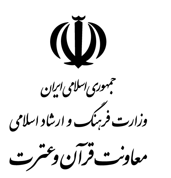 جمهوری اسلامی ایران
وزارت فرهنگ و ارشاد اسلامی
معاونت قرآن و عترت